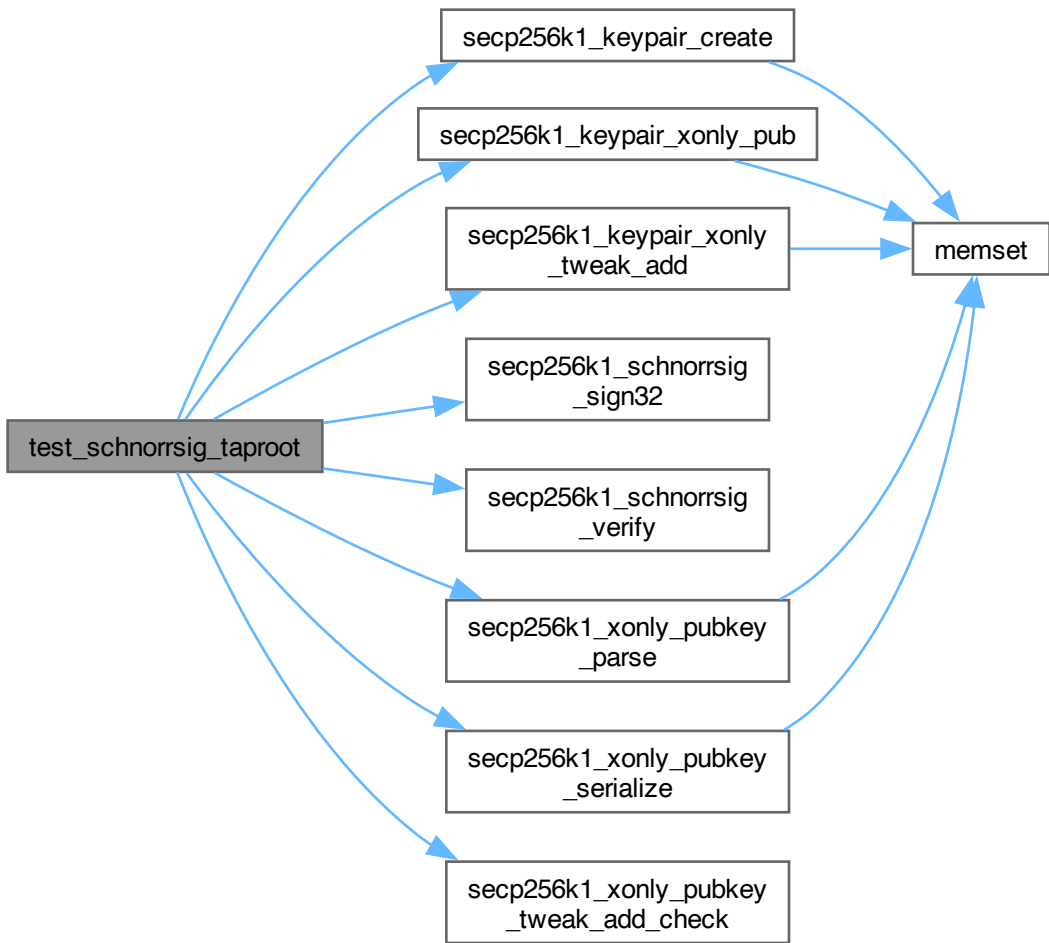 secp256k1_keypair_create
secp256k1_keypair_xonly_pub
secp256k1_keypair_xonly
_tweak_add
memset
secp256k1_schnorrsig
_sign32
test_schnorrsig_taproot
secp256k1_schnorrsig
_verify
secp256k1_xonly_pubkey
_parse
secp256k1_xonly_pubkey
_serialize
secp256k1_xonly_pubkey
_tweak_add_check